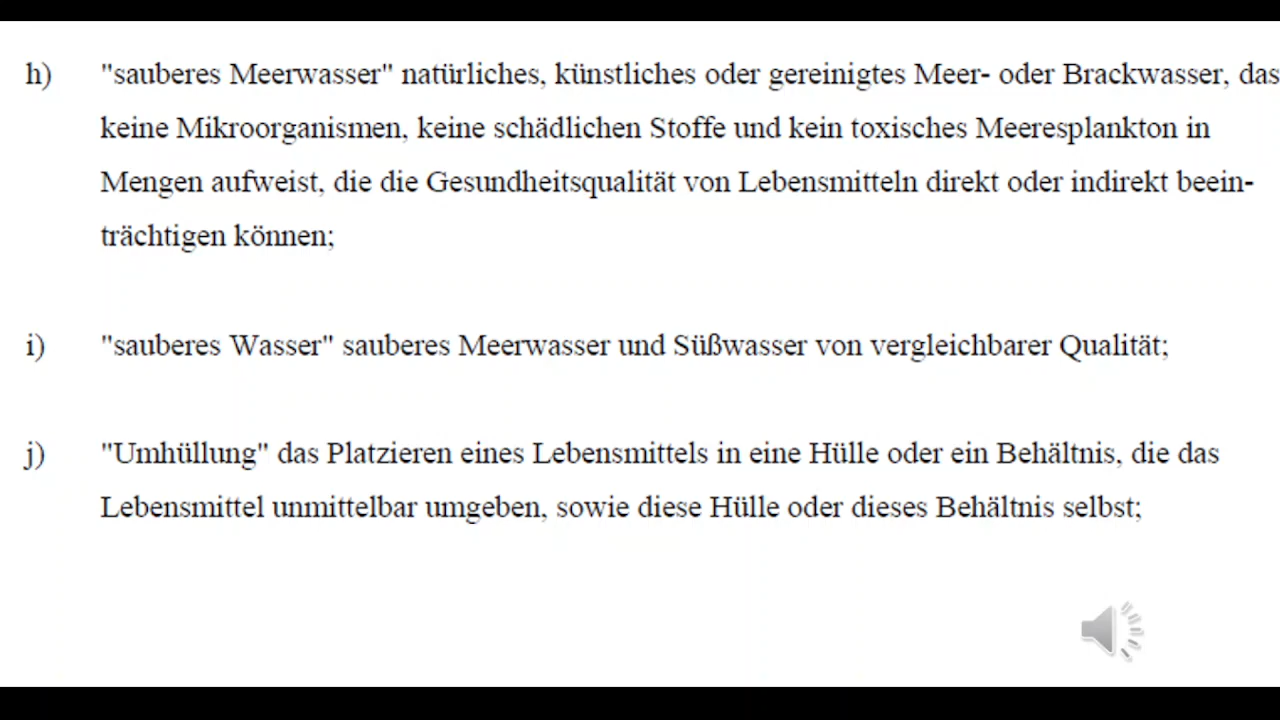 h) "sauberes Meerwasser" natürliches, künstliches oder gereinigtes Meer- oder Brackwasser, das
keine Mikroorganismen, keine schädlichen Stoffe und kein toxisches Meeresplankton in
Mengen aufweist, die die Gesundheitsqualität von Lebensmitteln direkt oder indirekt beein-
trächtigen können;
i) "sauberes Wasser" sauberes Meerwasser und Süßwasser von vergleichbarer Qualität;
j) "Umhüllung" das Platzieren eines Lebensmittels in eine Hülle oder ein Behältnis, die das
Lebensmittel unmittelbar umgeben, sowie diese Hülle oder dieses Behältnis selbst;